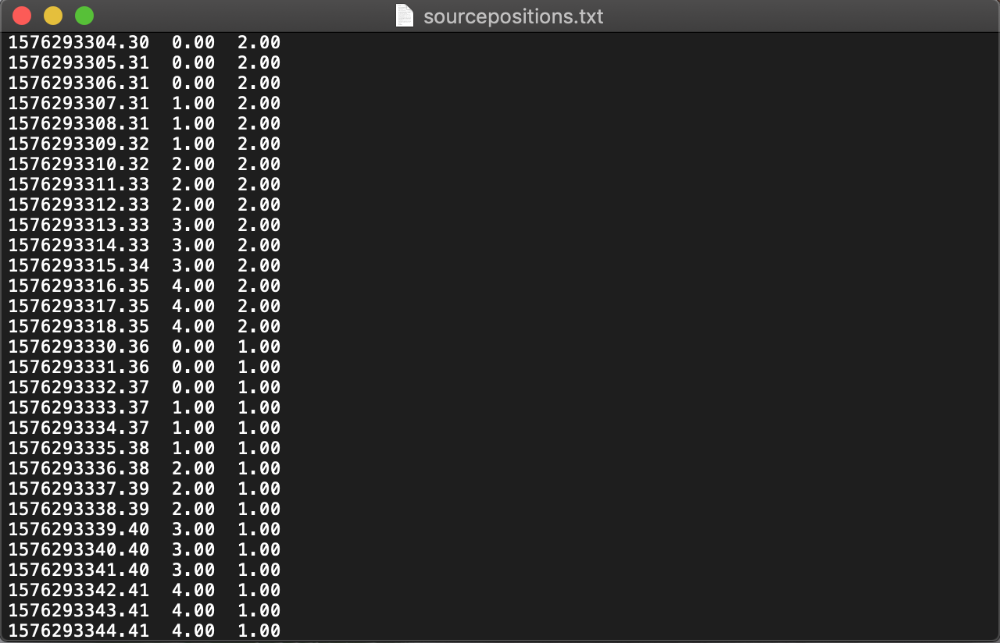 sourcepositions.txt
1576293304.30  0.00  2.00
1576293305.31  0.00  2.00
1576293306.31  0.00  2.00
1576293307.31  1.00  2.00
1576293308.31  1.00  2.00
1576293309.32  1.00  2.00
1576293310.32  2.00  2.00
1576293311.33  2.00  2.00
1576293312.33  2.00  2.00
1576293313.33  3.00  2.00
1576293314.33  3.00  2.00
1576293315.34  3.00  2.00
1576293316.35  4.00  2.00
1576293317.35  4.00  2.00
1576293318.35  4.00  2.00
1576293330.36  0.00  1.00
1576293331.36  0.00  1.00
1576293332.37  0.00  1.00
1576293333.37  1.00  1.00
1576293334.37  1.00  1.00
1576293335.38  1.00  1.00
1576293336.38  2.00  1.00
1576293337.39  2.00  1.00
1576293338.39  2.00  1.00
1576293339.40  3.00  1.00
1576293340.40  3.00  1.00
1576293341.40  3.00  1.00
1576293342.41  4.00  1.00
1576293343.41  4.00  1.00
1576293344.41  4.00  1.00